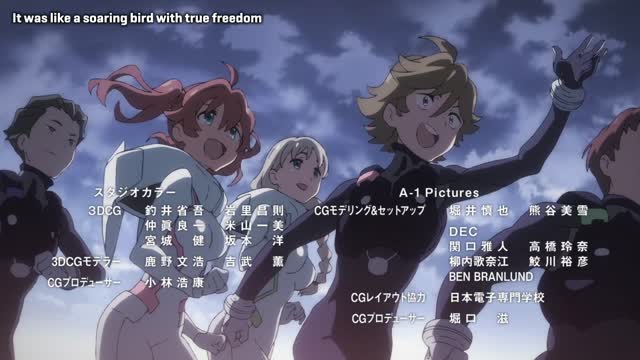 It was like a soaring bird with true freedom
スタジオカラー
3DCG 釣井省吾 岩里昌則
仲眞良一 米山一美
宮城 健 坂本 洋
3DCGモデラー 鹿野文浩 吉武 薫
CGプロデューサー 小林浩康
A-1 Pictures
CGモデリング&セットアップ 堀井慎也 熊谷美雪
DEC
関口雅人 高橋玲奈
柳内歌奈江 鮫川裕彦
BEN BRANLUND
CGレイアウト協力 日本電子専門学校
CGプロデューサー 堀口 滋